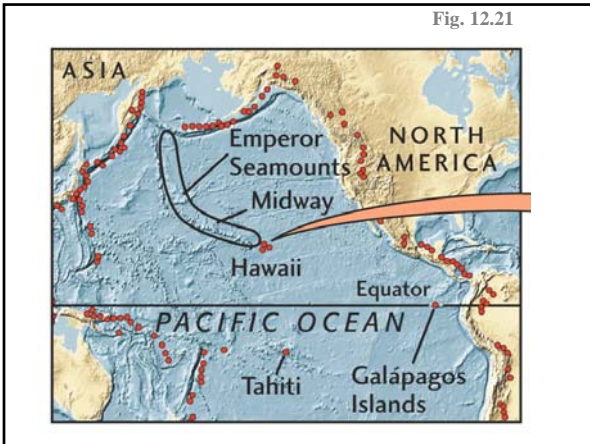 Fig. 12.21
ASIA
NORTH
AMERICA
Emperor
Seamounts
Midway
Hawaii
Equator
PACIFIC OCEAN
Tahiti
Galápagos
Islands